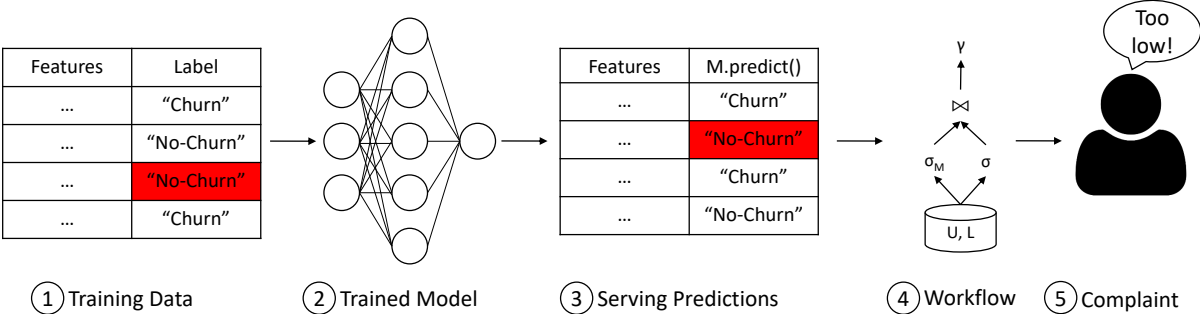 Features Label
... “Churn”
... “No-Churn”
... “No-Churn”
... “Churn”
Features M.predict()
... “Churn”
... “No-Churn”
... “Churn”
... “No-Churn”
γ
⋈
σM σ
U, L
Too
low!
1 Training Data
2 Trained Model
3 Serving Predictions
4 Workflow
5 Complaint